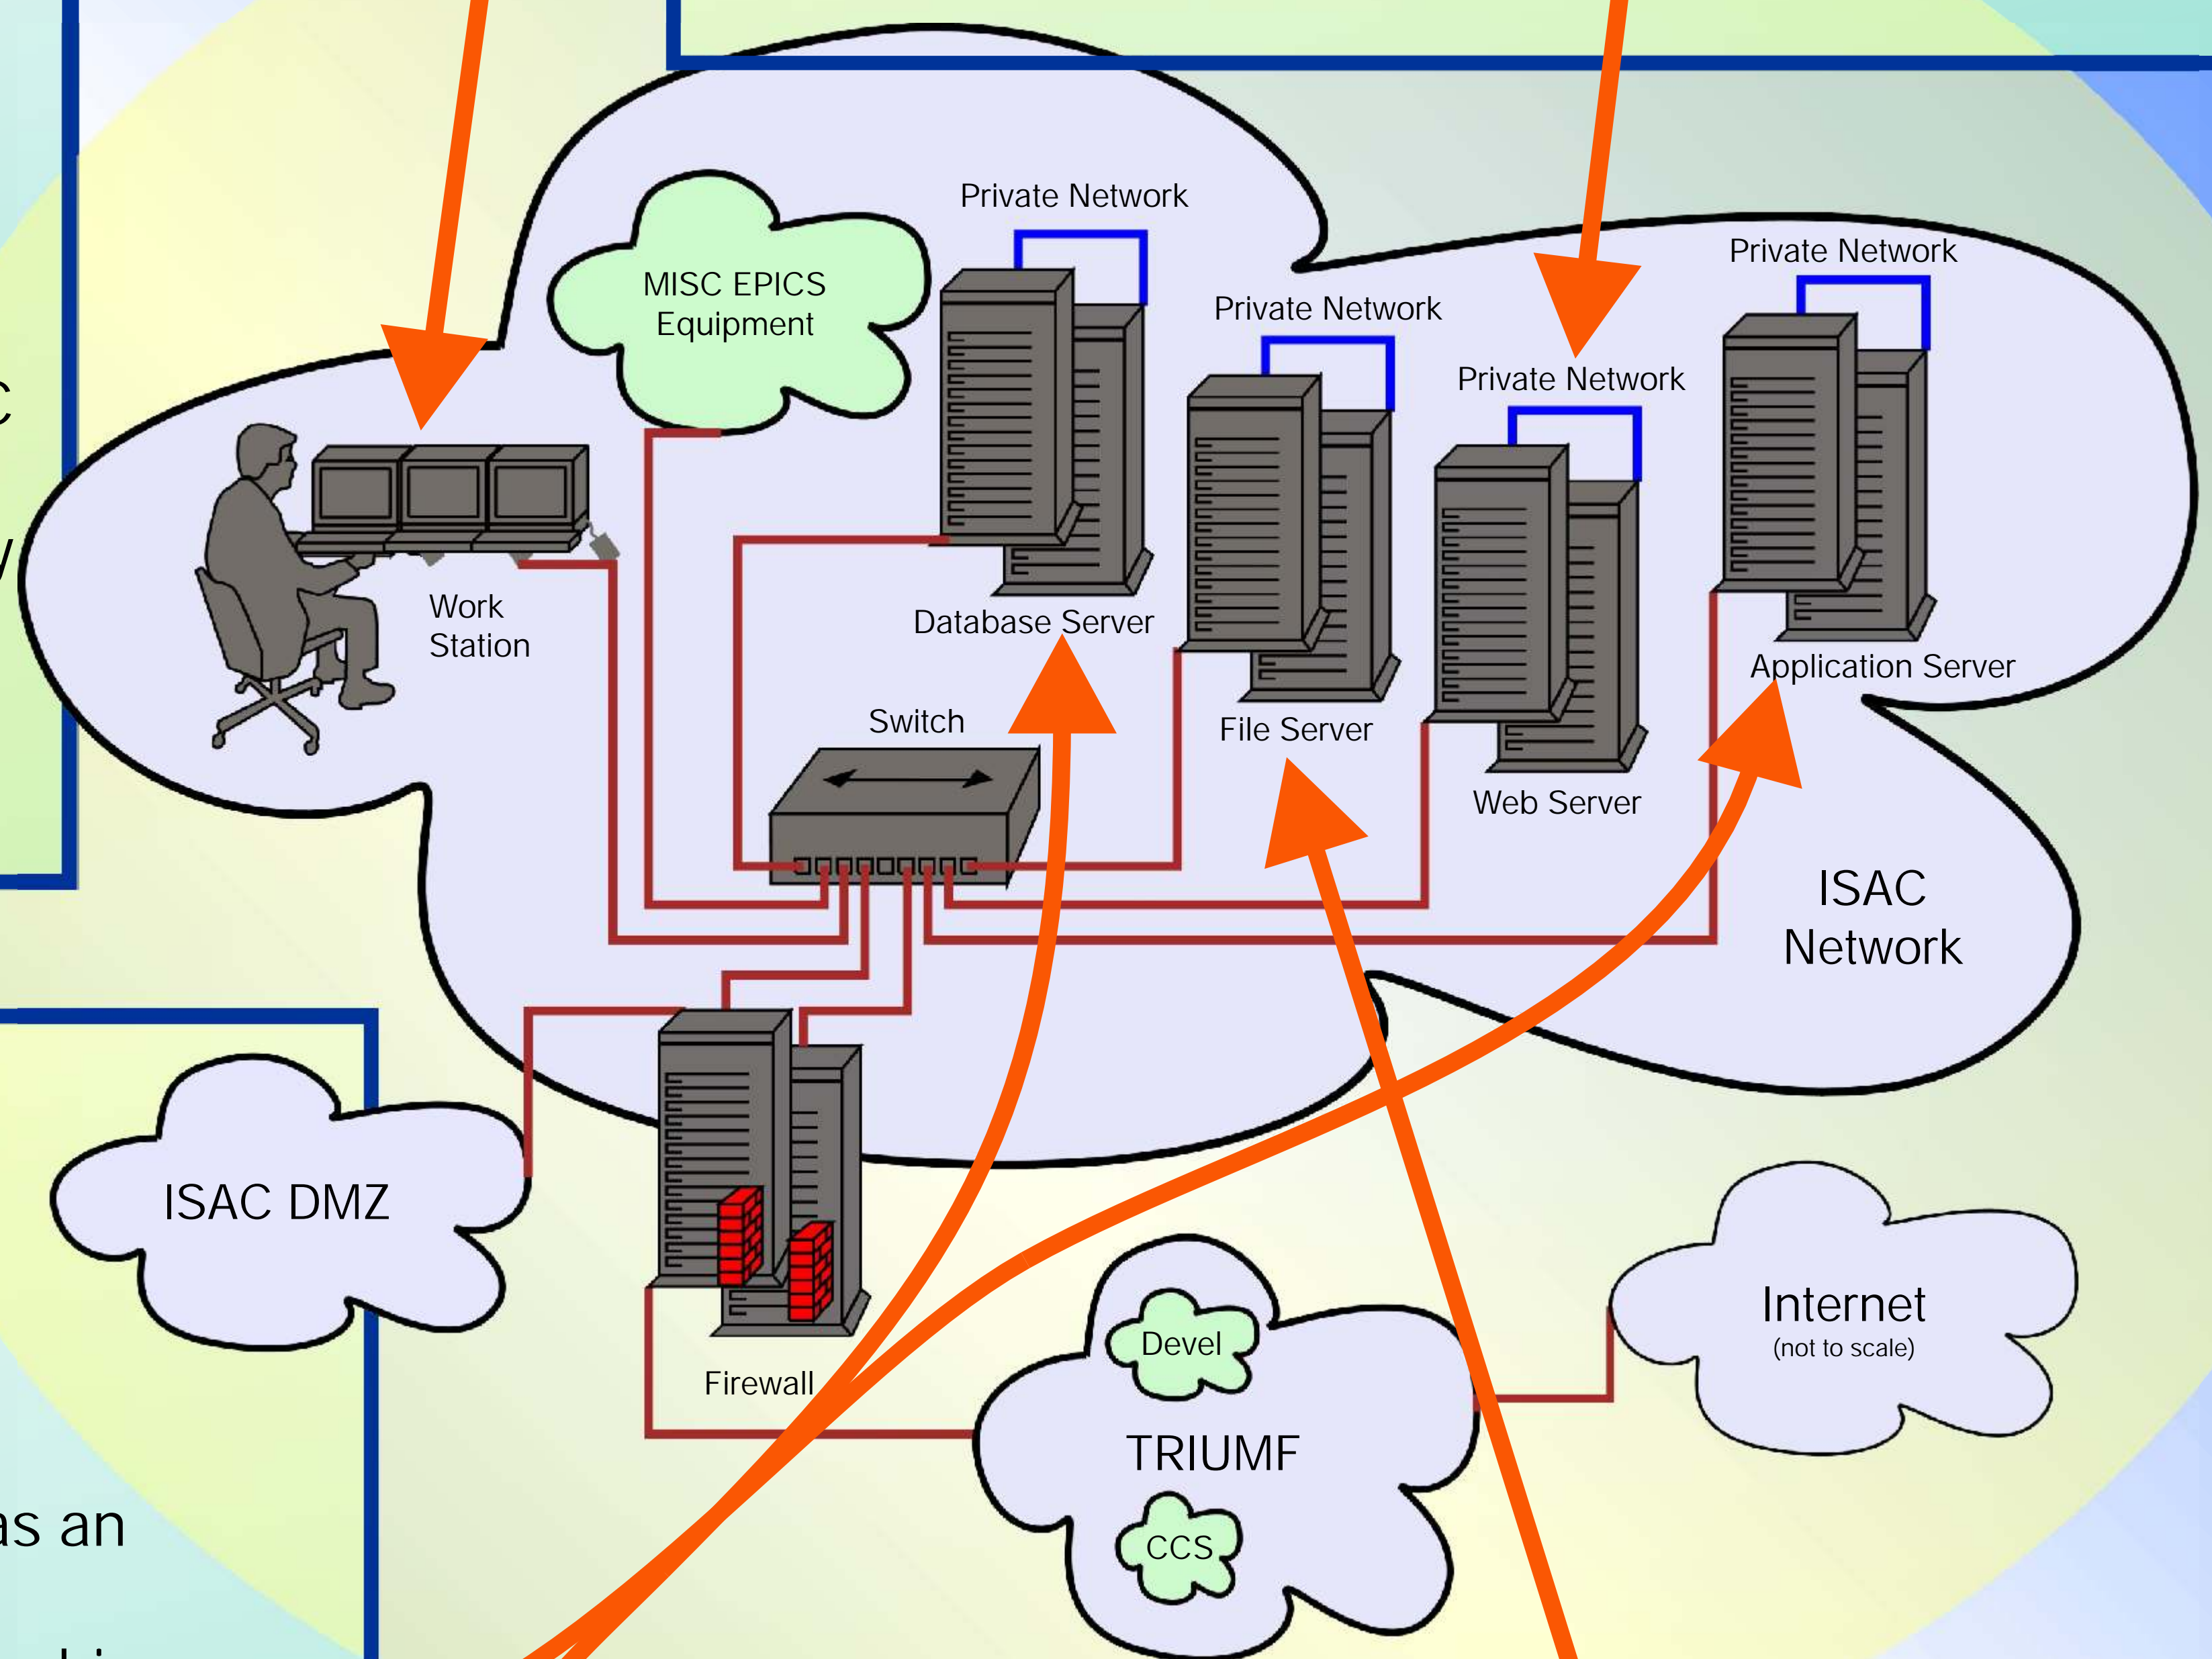 Private Network
Private Network
MISC EPICS
Equipment
Private Network
Private Network
C
y
Work
Station
Database Server
Application Server
Switch
File Server
Web Server
ISAC
Network
ISAC DMZ
Internet
(not to scale)
Devel
Firewall
TRIUMF
CCS
as an